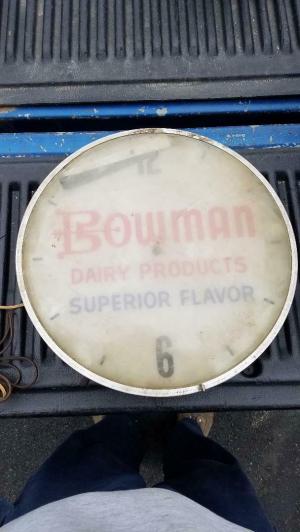 12
BOWMAN
DAIRY PRODUCTS
SUPERIOR FLAVOR
6